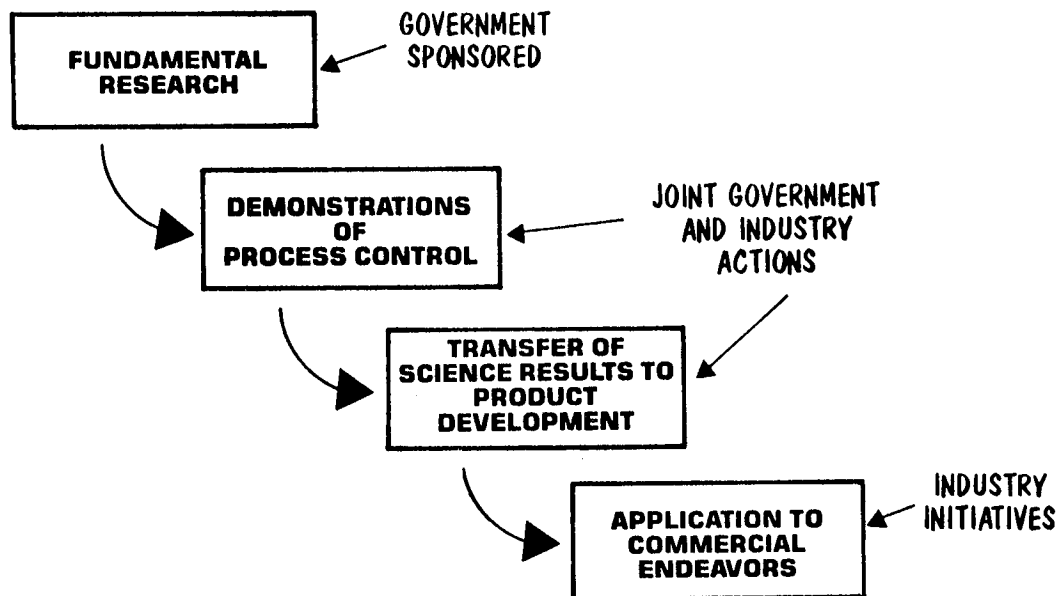 FUNDAMENTAL
RESEARCH
GOVERNMENT
SPONSORED
DEMONSTRATIONS
OF
PROCESS CONTROL
JOINT GOVERNMENT
AND INDUSTRY
ACTIONS
TRANSFER OF
SCIENCE RESULTS TO
PRODUCT
DEVELOPMENT
APPLICATION TO
COMMERCIAL
ENDEAVORS
INDUSTRY
INITIATIVES